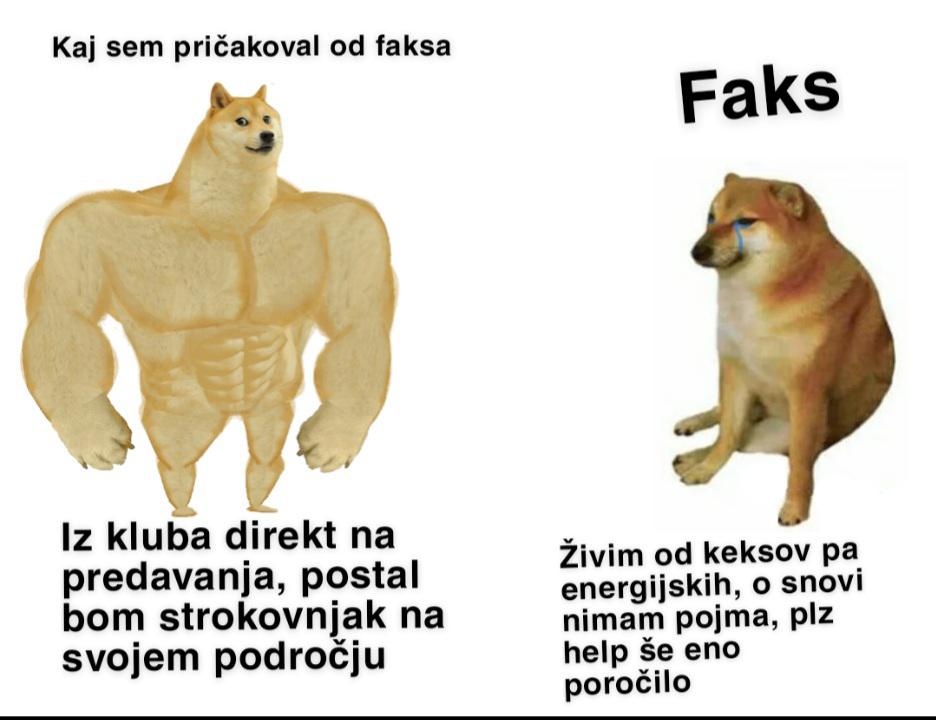 Kaj sem pričakoval od faksa
Iz kluba direkt na
predavanja, postal
bom strokovnjak na
svojem področju
Faks
Živim od keksov pa
energijskih, o snovi
nimam pojma, plz
help še eno
poročilo